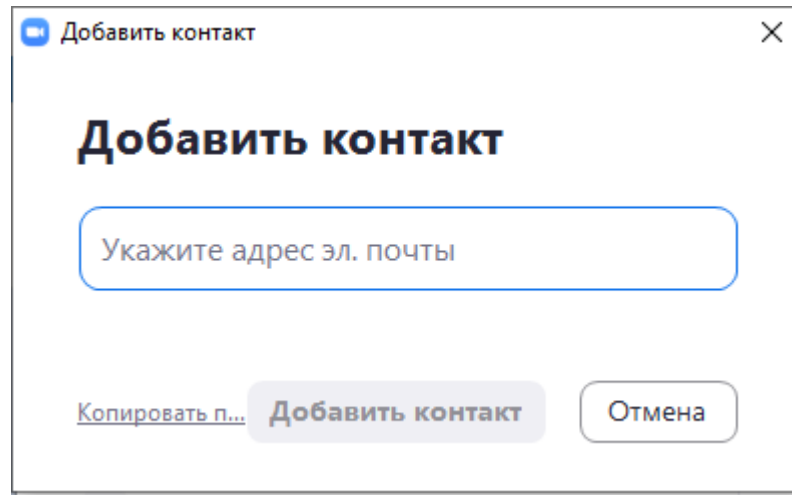 Добавить контакт
Добавить контакт
Укажите адрес эл. почты
Копировать п... Добавить контакт Отмена